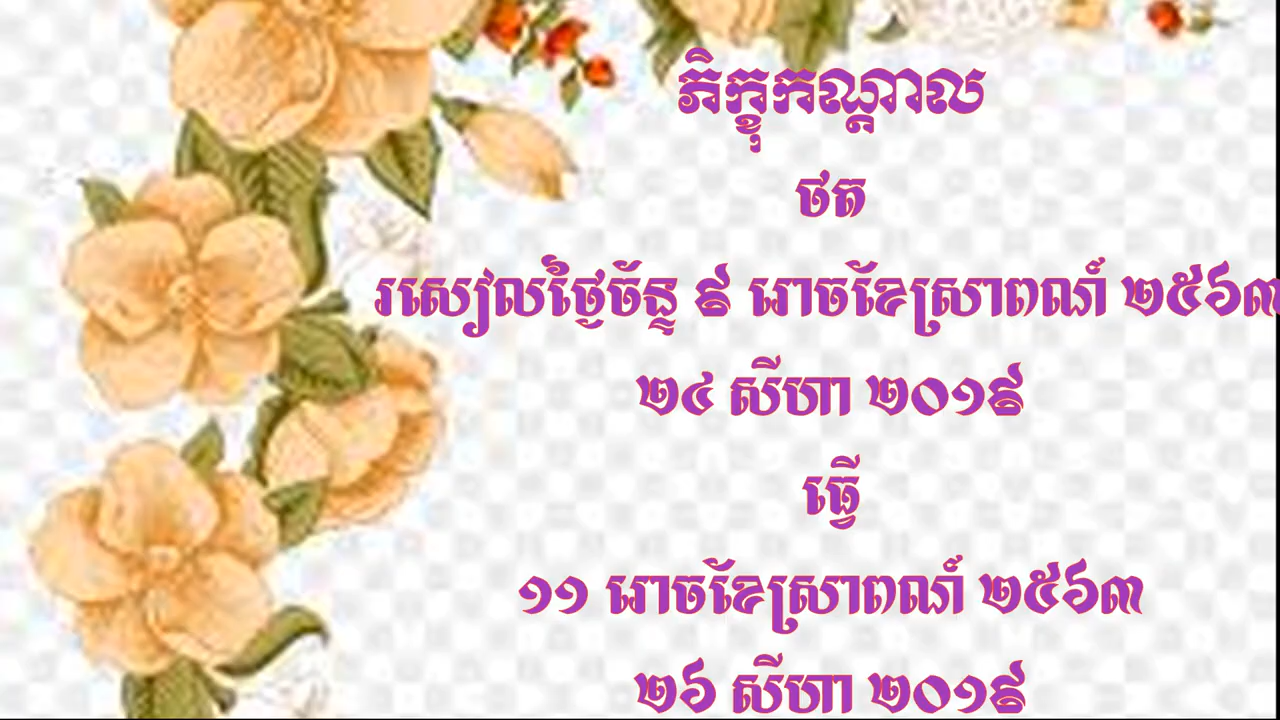 ភិក្ខុកណ្តាល
ថត
រសៀលថ្ងៃច័ន្ទ ៩ រោចខែស្រាពណ៍ ២៥៦៣
២៤ សីហា ២០១៩
ធ្វើ
១១ រោចខែស្រាពណ៍ ២៥៦៣
២៦ សីហា ២០១៩